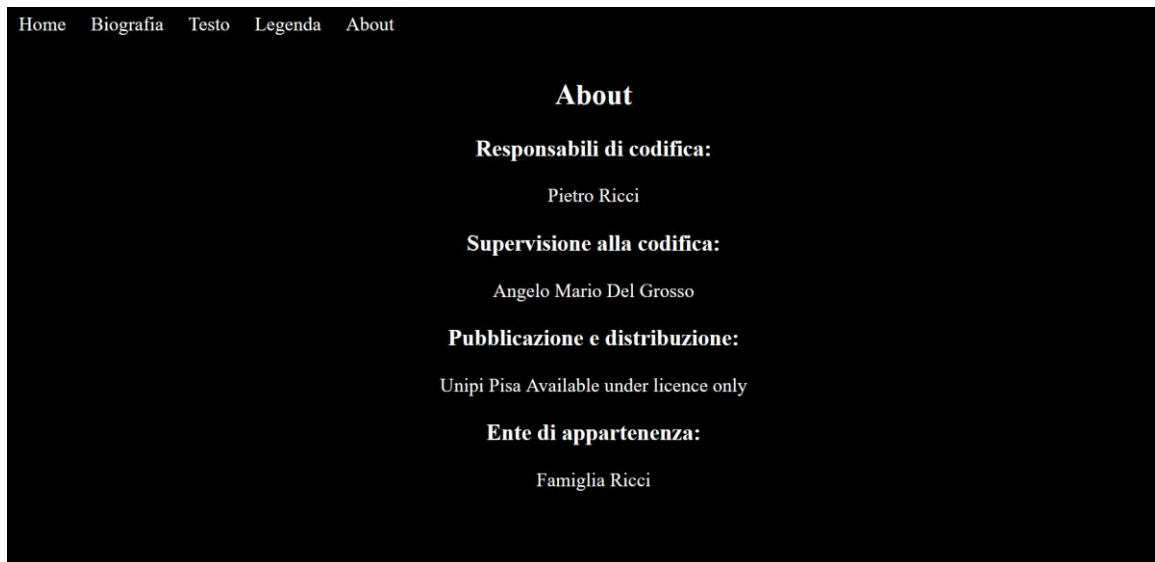 Home Biografia Testo Legenda About
About
Responsabili di codifica:
Pietro Ricci
Supervisione alla codifica:
Angelo Mario Del Grosso
Pubblicazione e distribuzione:
Unipi Pisa Available under licence only
Ente di appartenenza:
Famiglia Ricci